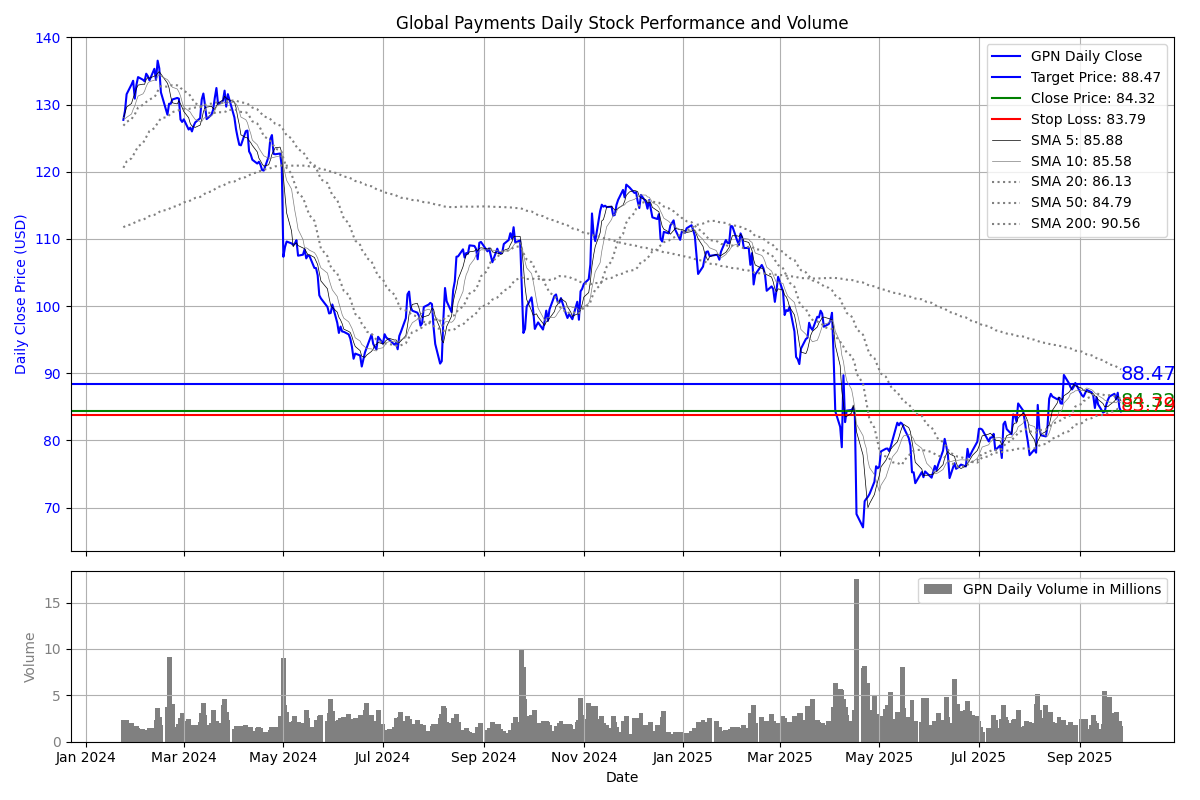 Global Payments Daily Stock Performance and Volume
140
130
120
110
100
90
80
70
Daily Close Price (USD)
GPN Daily Close
Target Price: 88.47
Close Price: 84.32
Stop Loss: 83.79
SMA 5: 85.88
SMA 10: 85.58
SMA 20: 86.13
SMA 50: 84.79
SMA 200: 90.56
88.47
84.32
83.79
15
10
5
0
Volume
GPN Daily Volume in Millions
Jan 2024 Mar 2024 May 2024 Jul 2024 Sep 2024 Nov 2024 Jan 2025 Mar 2025 May 2025 Jul 2025 Sep 2025
Date